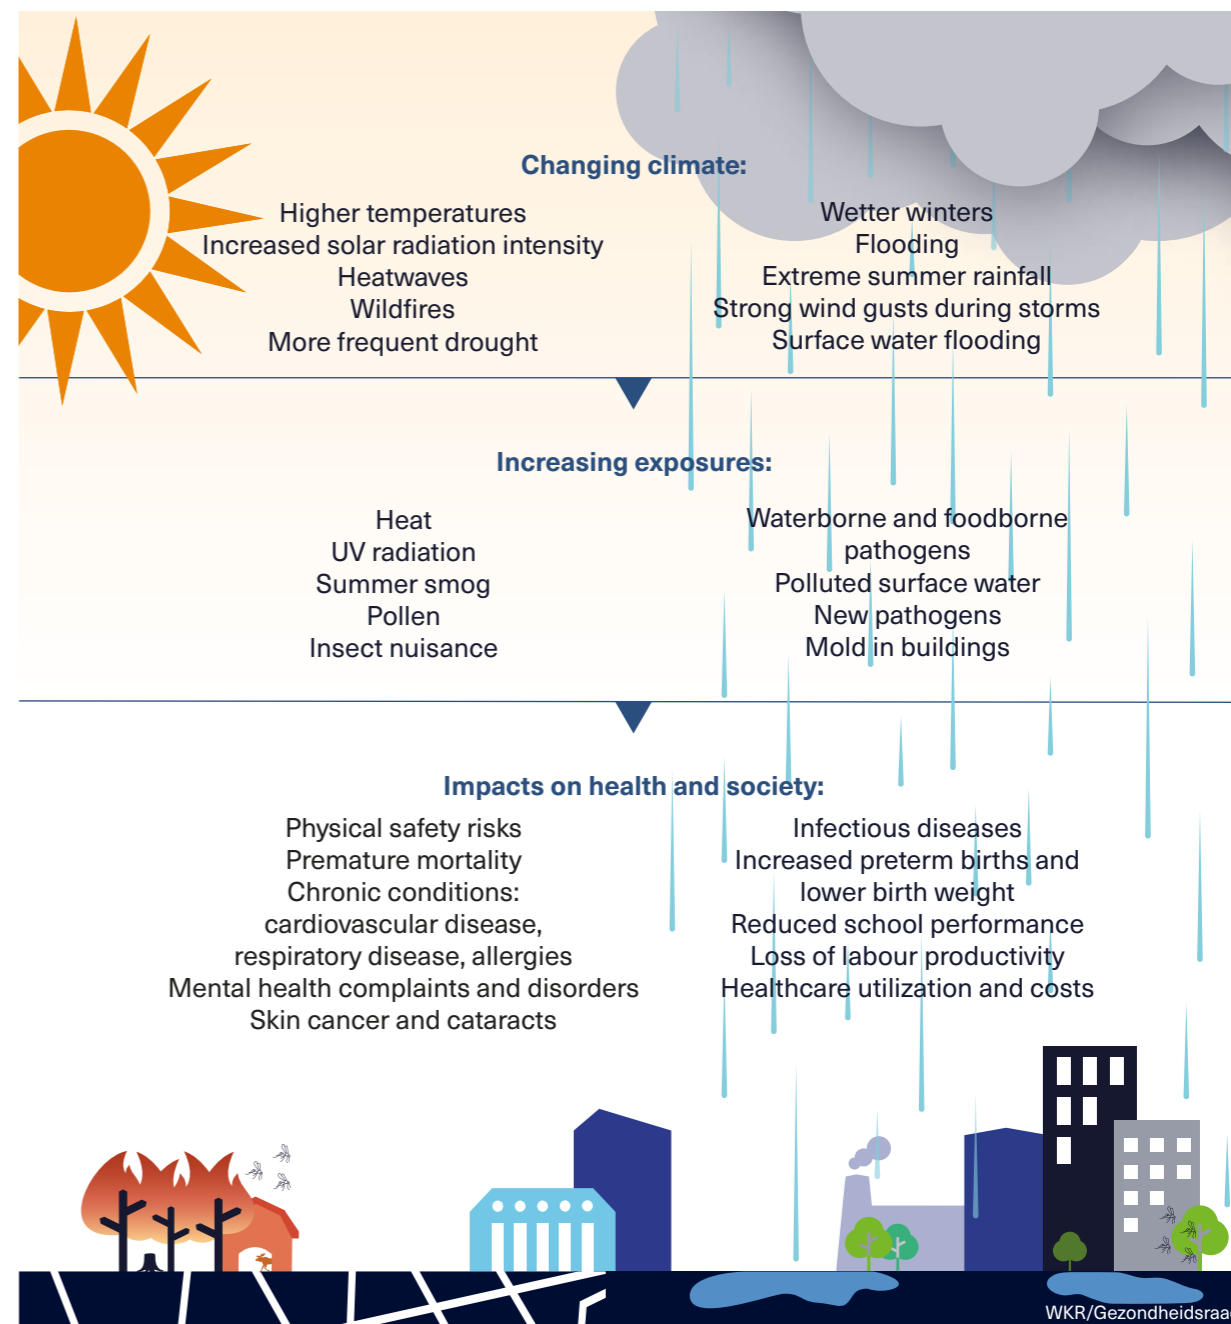 Changing climate:
Higher temperatures
Increased solar radiation intensity
Heatwaves
Wildfires
More frequent drought
Wetter winters
Flooding
Extreme summer rainfall
Strong wind gusts during storms
Surface water flooding
Increasing exposures:
Heat
UV radiation
Summer smog
Pollen
Insect nuisance
Waterborne and foodborne
pathogens
Polluted surface water
New pathogens
Mold in buildings
Impacts on health and society:
Physical safety risks
Premature mortality
Chronic conditions:
cardiovascular disease,
respiratory disease, allergies
Mental health complaints and disorders
Skin cancer and cataracts
Infectious diseases
Increased preterm births and
lower birth weight
Reduced school performance
Loss of labour productivity
Healthcare utilization and costs
WKR/Gezondheidsraa